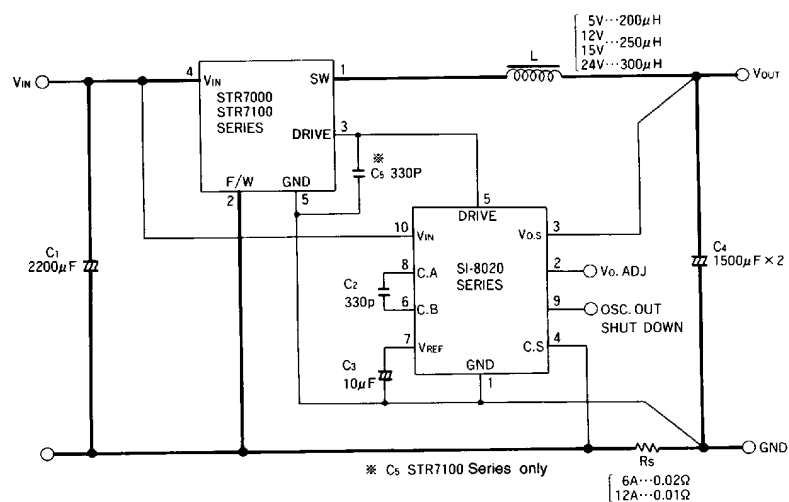 5V···200μH
12V
15V ···250μH
24V···300μH
L
VIN
4
VIN
SW
1
VOUT
STR7000
STR7100
SERIES
DRIVE
3
※
C5 330P
F/W
GND
2
5
5
DRIVE
10
VIN
VO.S
3
C1
2200μF
8
C.A
SI-8020
SERIES
2
VO. ADJ
C4
1500μF×2
C2
330p
6
C.B
9
OSC. OUT
SHUT DOWN
7
VREF
C.S
4
C3
10μF
GND
1
RS
GND
※ C5 STR7100 Series only
6A···0.02Ω
12A···0.01Ω